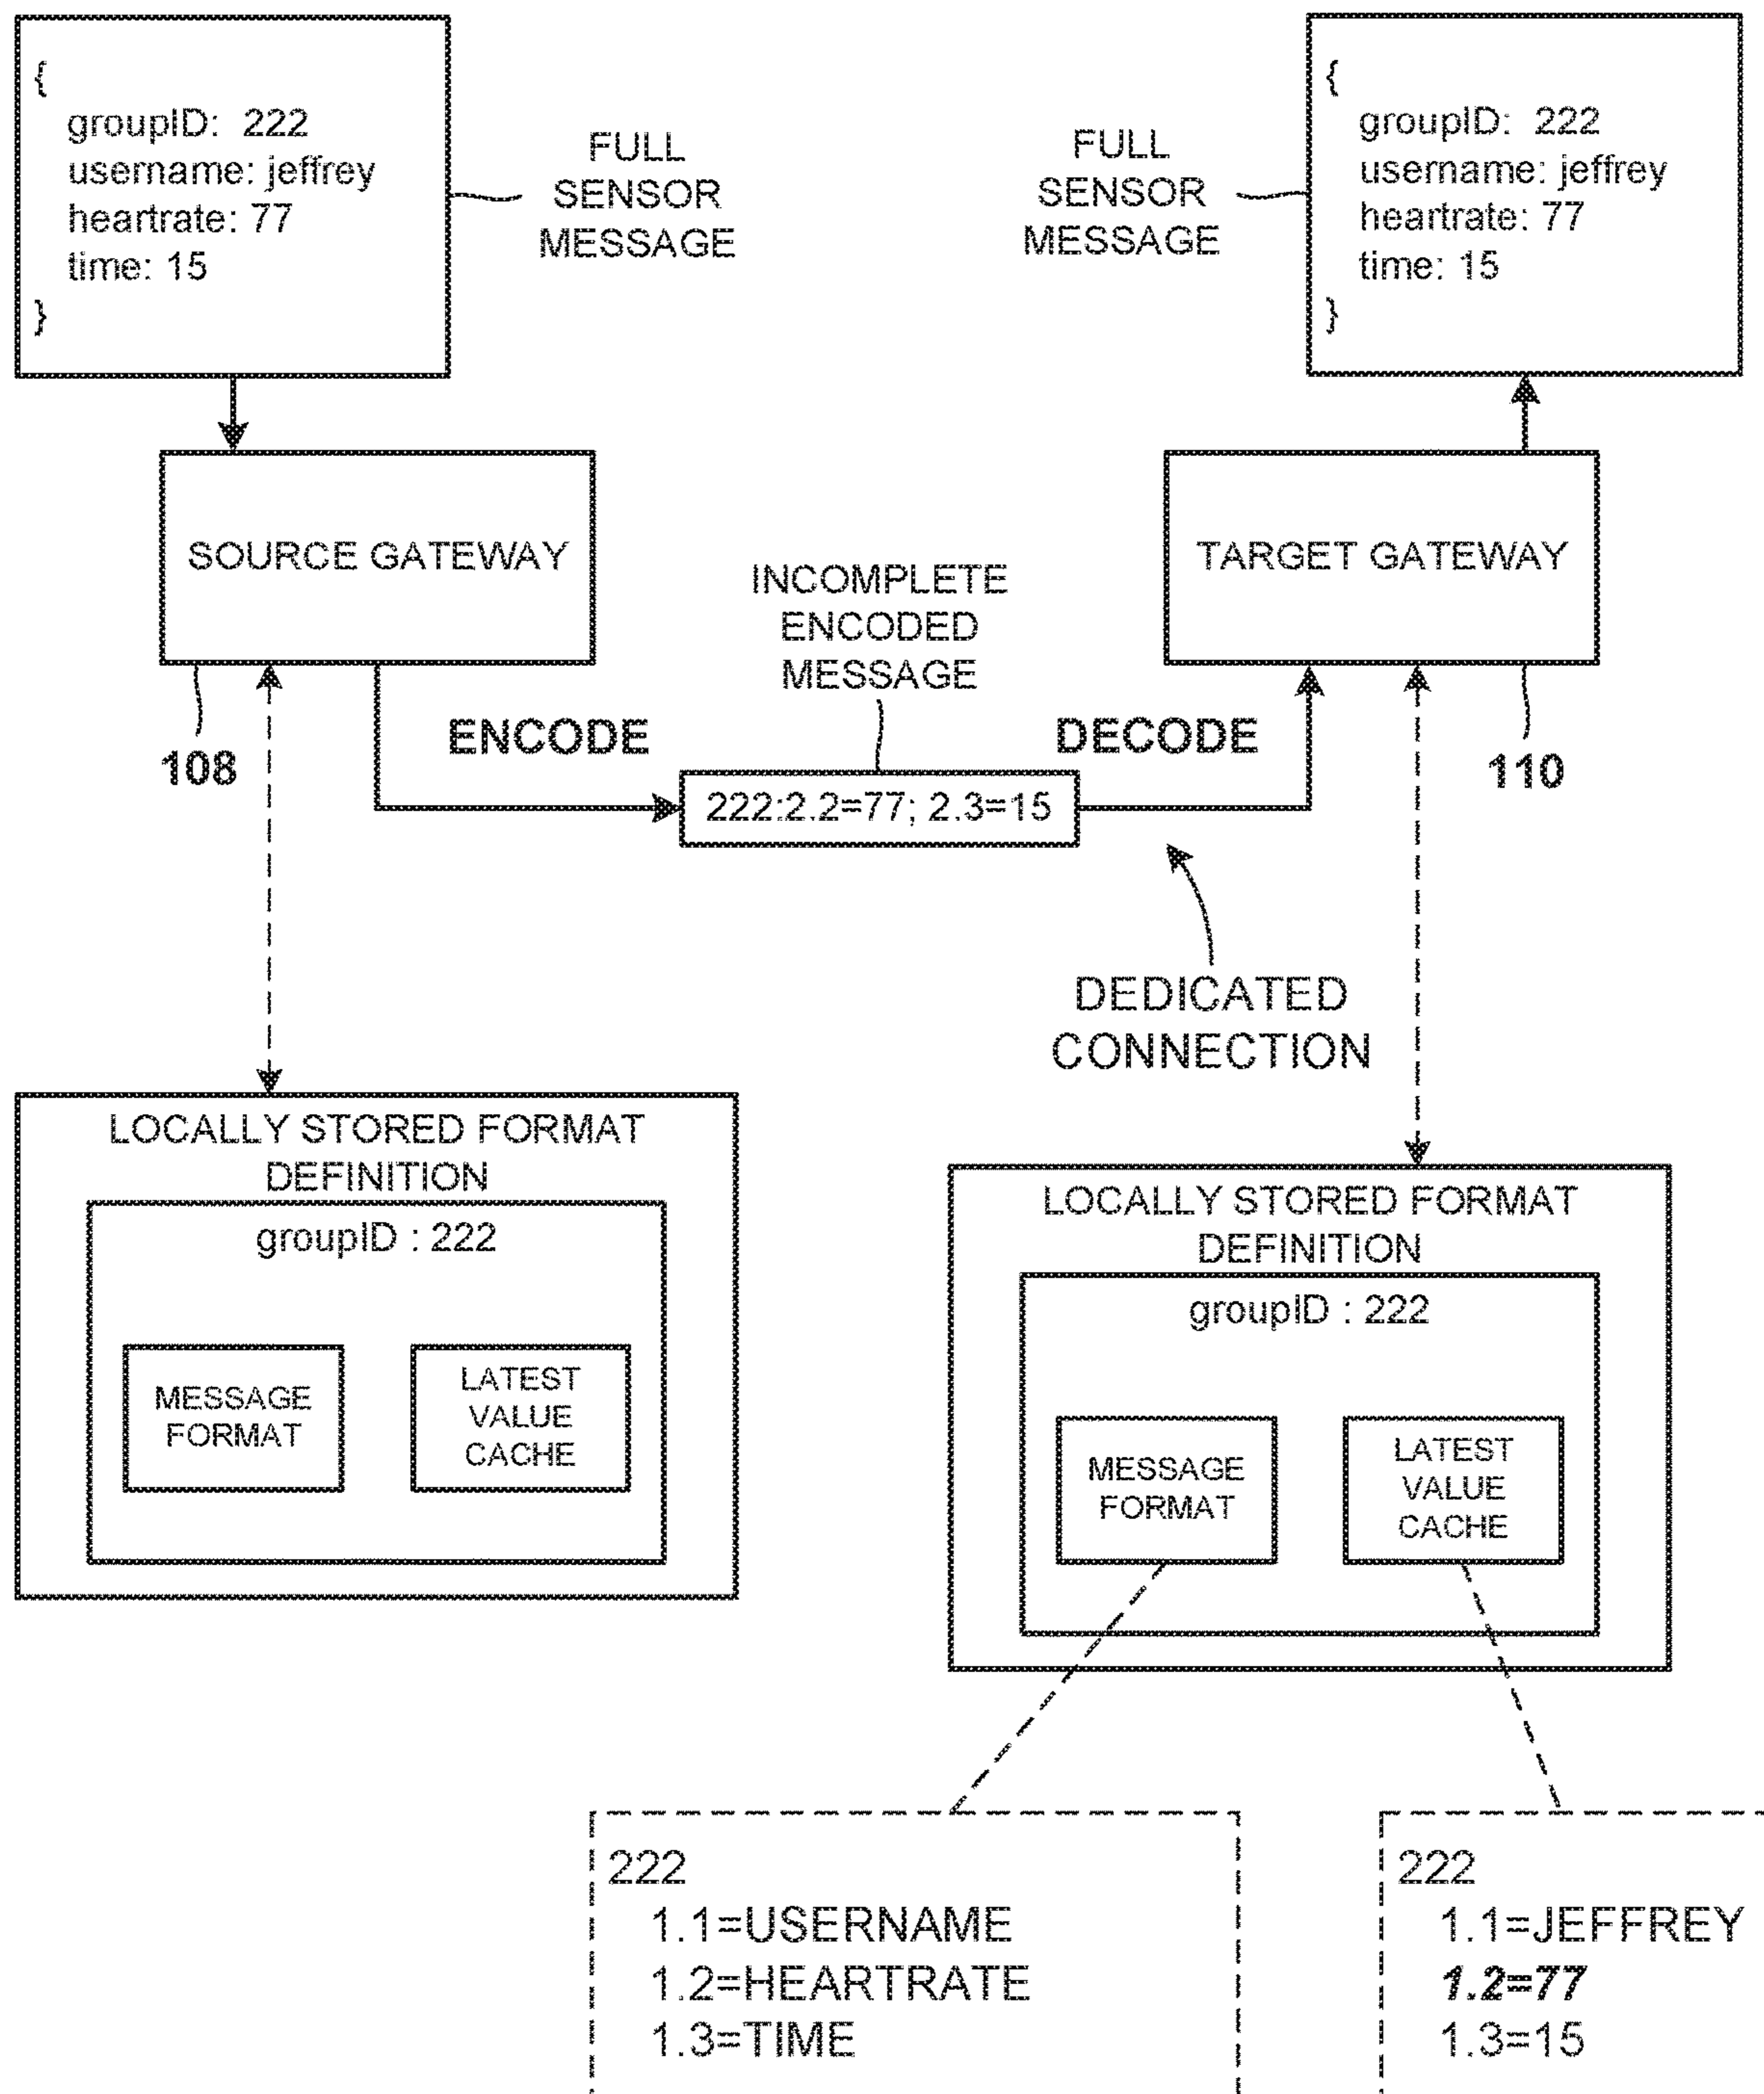 {
groupID: 222
username: jeffrey
heartrate: 77
time: 15
}
FULL
SENSOR
MESSAGE
FULL
SENSOR
MESSAGE
{
groupID: 222
username: jeffrey
heartrate: 77
time: 15
}
SOURCE GATEWAY
TARGET GATEWAY
INCOMPLETE
ENCODED
MESSAGE
108
ENCODE
DECODE
110
222:2.2=77; 2.3=15
DEDICATED
CONNECTION
LOCALLY STORED FORMAT
DEFINITION
groupID : 222
MESSAGE
FORMAT
LATEST
VALUE
CACHE
LOCALLY STORED FORMAT
DEFINITION
groupID : 222
MESSAGE
FORMAT
LATEST
VALUE
CACHE
222
1.1=USERNAME
1.2=HEARTRATE
1.3=TIME
222
1.1=JEFFREY
1.2=77
1.3=15